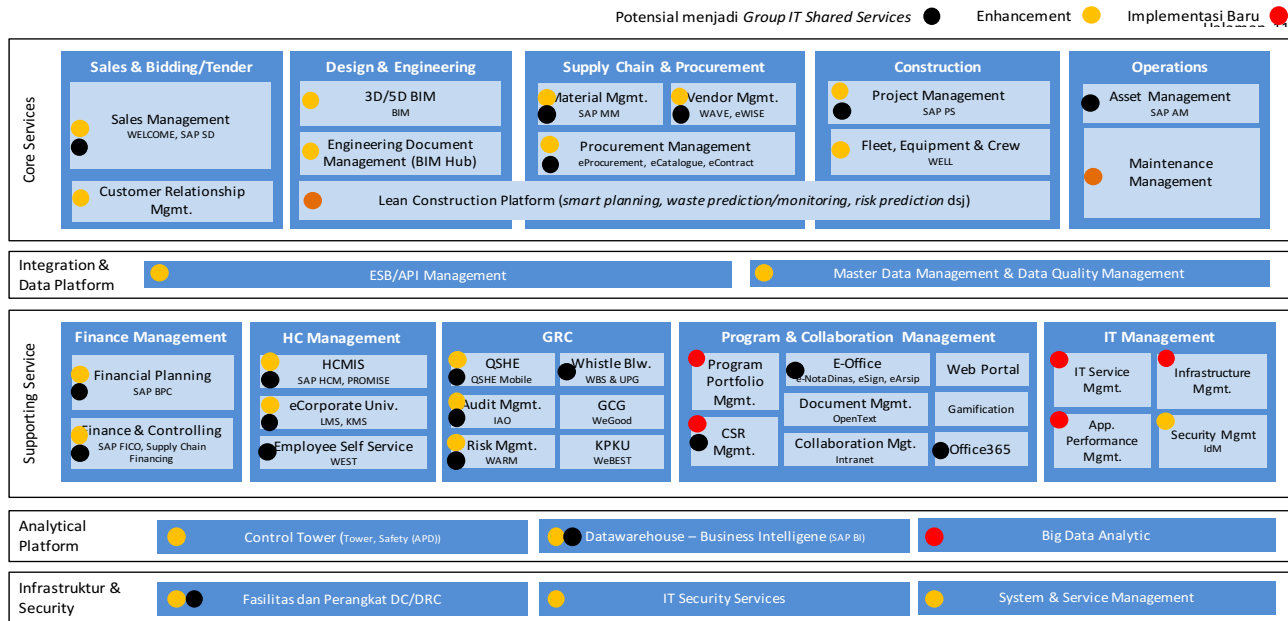 Potensial menjadi Group IT Shared Services
Enhancement
Implementasi Baru
Core Services
Sales & Bidding/Tender
Sales Management
WELCOME, SAP SD
Customer Relationship
Mgmt.
Design & Engineering
3D/5D BIM
BIM
Engineering Document
Management (BIM Hub)
Supply Chain & Procurement
Material Mgmt.
SAP MM
Vendor Mgmt.
WAVE, eWISE
Procurement Management
eProcurement, eCatalogue, eContract
Construction
Project Management
SAP PS
Fleet, Equipment & Crew
WELL
Lean Construction Platform (smart planning, waste prediction/monitoring, risk prediction dsj)
Operations
Asset Management
SAP AM
Maintenance
Management
Integration &
Data Platform
ESB/API Management
Master Data Management & Data Quality Management
Supporting Service
Finance Management
Financial Planning
SAP BPC
Finance & Controlling
SAP FICO, Supply Chain
Financing
HC Management
HCMIS
SAP HCM, PROMISE
eCorporate Univ.
LMS, KMS
Employee Self Service
WEST
GRC
QSHE
QSHE Mobile
Whistle Blw.
WBS & UPG
Audit Mgmt.
IAO
GCG
WeGood
Risk Mgmt.
WARM
KPKU
WeBEST
Program & Collaboration Management
Program
Portfolio
Mgmt.
CSR
Mgmt.
E-Office
e-NotaDinas, eSign, eArsip
Document Mgmt.
OpenText
Collaboration Mgt.
Intranet
Web Portal
Gamification
Office365
IT Management
IT Service
Mgmt.
Infrastructure
Mgmt.
App.
Performance
Mgmt.
Security Mgmt
IdM
Analytical
Platform
Control Tower (Tower, Safety (APD))
Datawarehouse – Business Intelligene (SAP BI)
Big Data Analytic
Infrastruktur &
Security
Fasilitas dan Perangkat DC/DRC
IT Security Services
System & Service Management